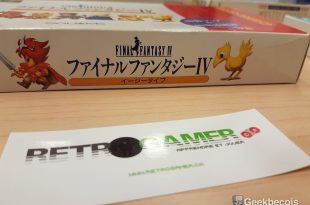 FINAL FANTASY IV
ファイナルファンタジーIV
イージータイプ
RETROGAMER
APPRENDRE ET JOUER
WWW.RETROGAMER.CA
Geekbecois